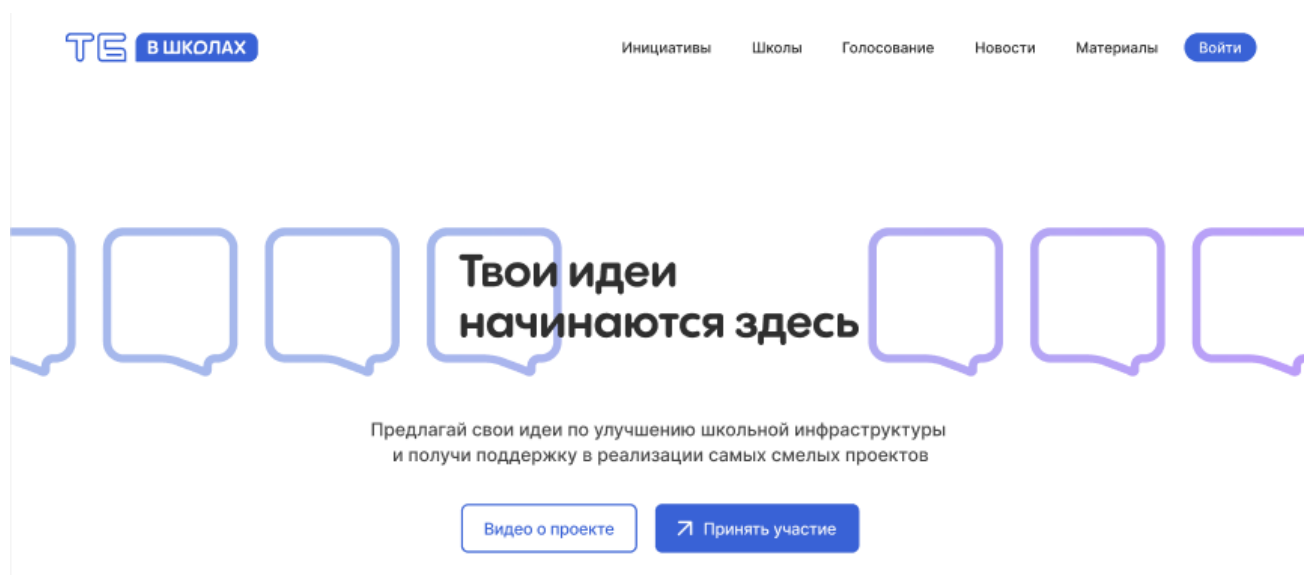 ТБ В ШКОЛАХ
Инициативы Школы Голосование Новости Материалы Войти
Твои идеи
начинаются здесь
Предлагай свои идеи по улучшению школьной инфраструктуры
и получи поддержку в реализации самых смелых проектов
Видео о проекте Принять участие